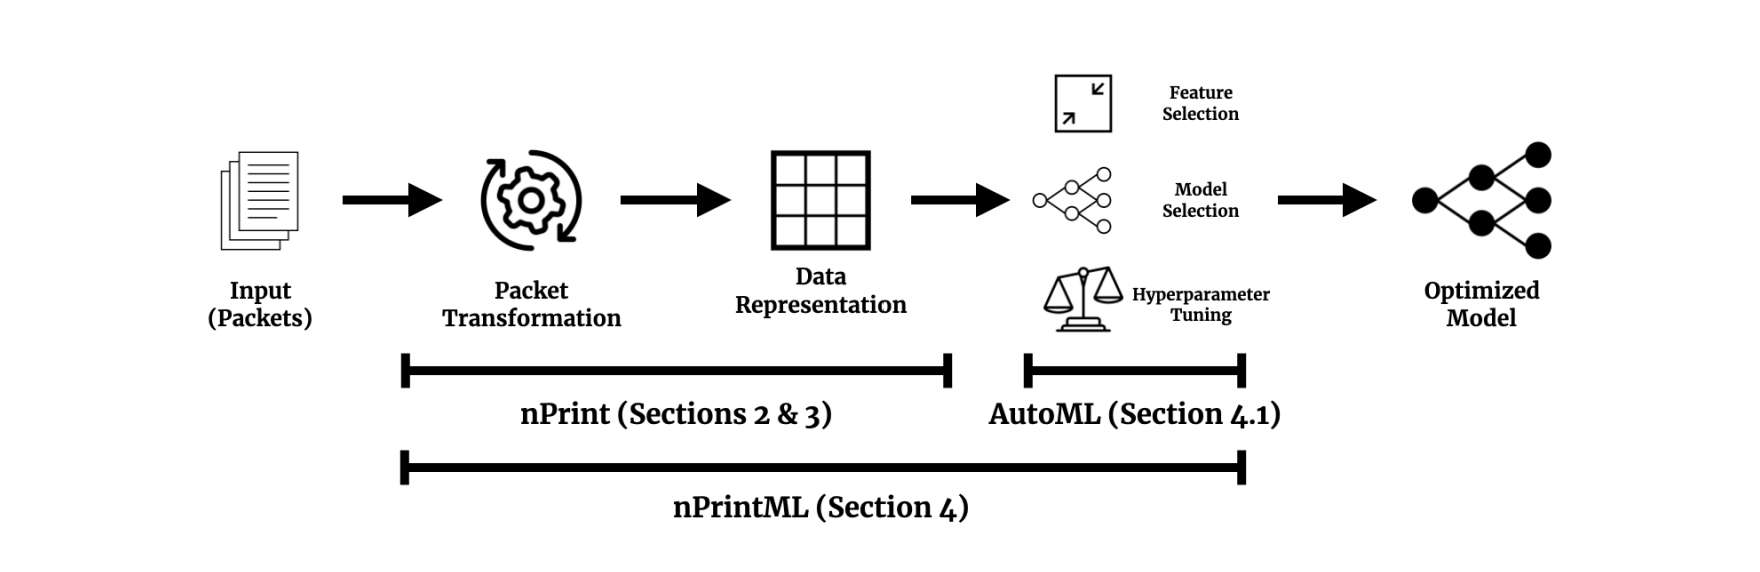 Input
(Packets)
Packet
Transformation
Data
Representation
Feature
Selection
Model
Selection
Hyperparameter
Tuning
Optimized
Model
nPrint (Sections 2 & 3)
AutoML (Section 4.1)
nPrintML (Section 4)